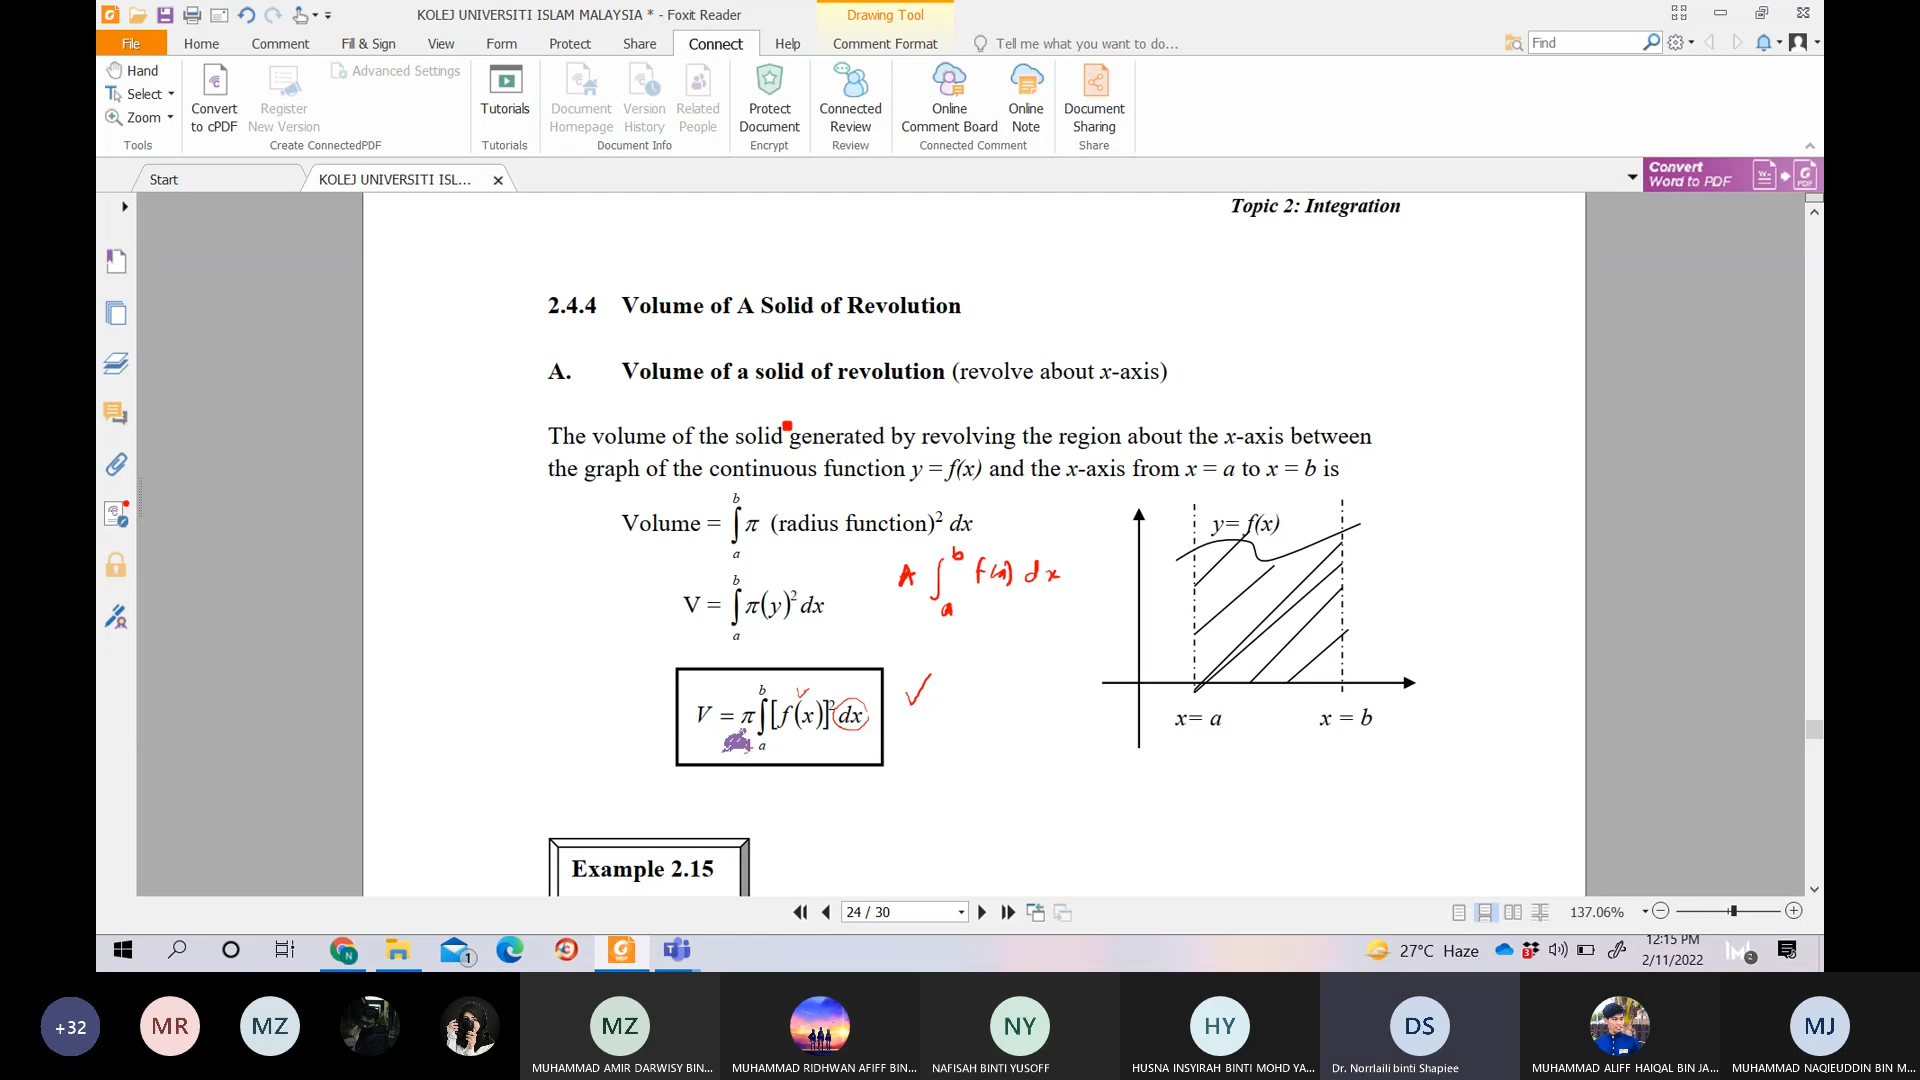 KOLEJ UNIVERSITI ISLAM MALAYSIA * - Foxit Reader
Drawing Tool
File
Home
Comment
Fill & Sign
View
Form
Protect
Share
Connect
Help
Comment Format
Tell me what you want to do...
Find
Hand
Select
Zoom
Tools
Convert
to cPDF
Register
New Version
Advanced Settings
Create ConnectedPDF
Tutorials
Tutorials
Document
Homepage
Version
History
Related
People
Document Info
Protect
Document
Encrypt
Connected
Review
Review
Online
Comment Board
Online
Note
Connected Comment
Document
Sharing
Share
Start
KOLEJ UNIVERSITI ISL...
Convert
Word to PDF
Topic 2: Integration
2.4.4 Volume of A Solid of Revolution
A. Volume of a solid of revolution (revolve about x-axis)
The volume of the solid generated by revolving the region about the x-axis between
the graph of the continuous function y = f(x) and the x-axis from x = a to x = b is
Volume = ∫_a^b π (radius function)² dx
A ∫_a^b f(x) dx
V = ∫_a^b π(y)² dx
V = π∫_a^b [f(x)]² dx
y= f(x)
x= a
x = b
Example 2.15
24 / 30
137.06%
1
27°C Haze
3
12:15 PM
2/11/2022
2
+32
MR
MZ
MZ
NY
HY
DS
MJ
MUHAMMAD AMIR DARWISY BIN...
MUHAMMAD RIDHWAN AFIFF BIN...
NAFISAH BINTI YUSOFF
HUSNA INSYIRAH BINTI MOHD YA...
Dr. Norrlaili binti Shapiee
MUHAMMAD ALIFF HAIQAL BIN JA...
MUHAMMAD NAQIEUDDIN BIN M...